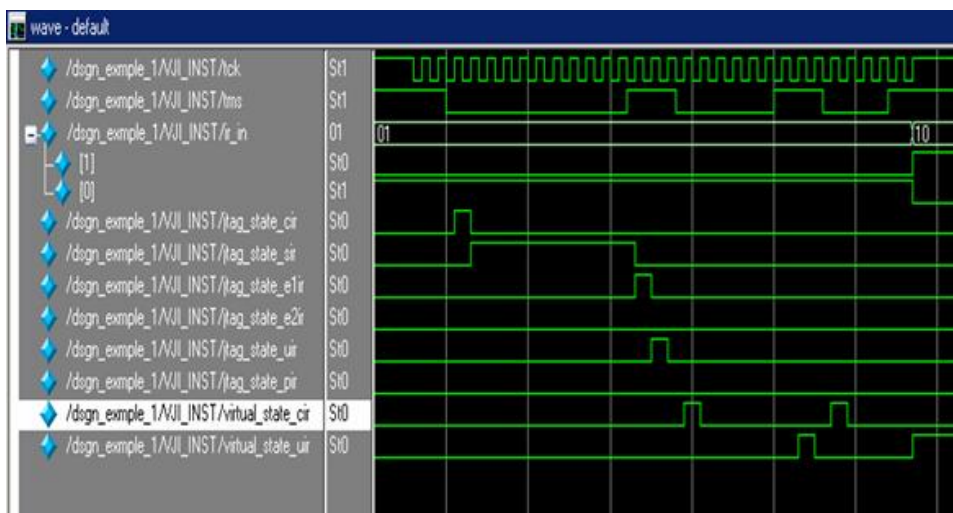 wave - default
/dsgn_exmple_1/VJI_INST/tck St1
/dsgn_exmple_1/VJI_INST/tms St1
/dsgn_exmple_1/VJI_INST/ir_in 01 01 10
[1] St0
[0] St1
/dsgn_exmple_1/VJI_INST/jtag_state_cir St0
/dsgn_exmple_1/VJI_INST/jtag_state_sir St0
/dsgn_exmple_1/VJI_INST/jtag_state_e1ir St0
/dsgn_exmple_1/VJI_INST/jtag_state_e2ir St0
/dsgn_exmple_1/VJI_INST/jtag_state_uir St0
/dsgn_exmple_1/VJI_INST/jtag_state_pir St0
/dsgn_exmple_1/VJI_INST/virtual_state_cir St0
/dsgn_exmple_1/VJI_INST/virtual_state_uir St0